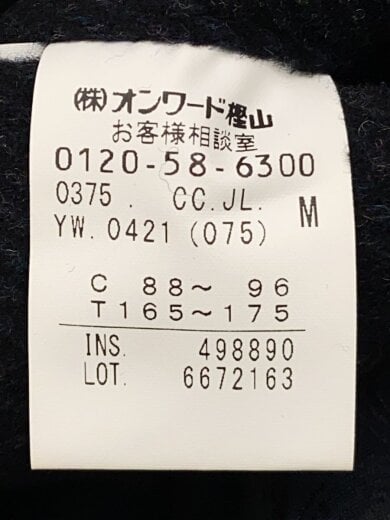 (株)オンワード樫山
お客様相談室
0120-58-6300
0375. CC.JL. M
YW.0421(075)
C 88～ 96
T165～175
INS. 498890
LOT. 6672163